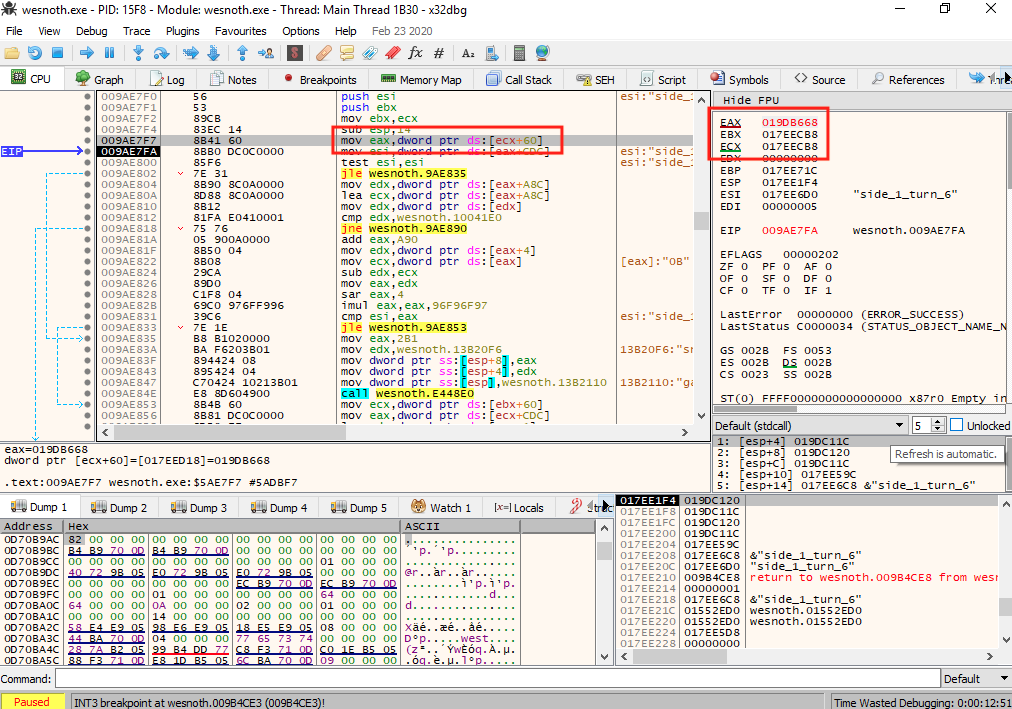 wesnoth.exe - PID: 15F8 - Module: wesnoth.exe - Thread: Main Thread 1B30 - x32dbg
File View Debug Trace Plugins Favourites Options Help Feb 23 2020
CPU Graph Log Notes Breakpoints Memory Map Call Stack SEH Script Symbols Source References
009AE7F0 56 push esi esi:"side_1
009AE7F1 53 push ebx
009AE7F2 89CB mov ebx,ecx
009AE7F4 83EC 14 sub esp,14
009AE7F7 8B41 60 mov eax,dword ptr ds:[ecx+60]
EIP 009AE7FA 8BB0 DC0C0000 mov esi,dword ptr ds:[eax+CDC] esi:"side_1
009AE800 85F6 test esi,esi esi:"side_1
009AE802 7E 31 jle wesnoth.9AE835
009AE804 8B90 8C0A0000 mov edx,dword ptr ds:[eax+A8C]
009AE80A 8D88 8C0A0000 lea ecx,dword ptr ds:[eax+A8C]
009AE810 8B12 mov edx,dword ptr ds:[edx]
009AE812 81FA E0410001 cmp edx,wesnoth.10041E0
009AE818 75 76 jne wesnoth.9AE890
009AE81A 05 900A0000 add eax,A90
009AE81F 8B50 04 mov edx,dword ptr ds:[eax+4]
009AE822 8B08 mov ecx,dword ptr ds:[eax] [eax]:"0B"
009AE824 29CA sub edx,ecx
009AE826 89D0 mov eax,edx
009AE828 C1F8 04 sar eax,4
009AE82B 69C0 976FF996 imul eax,eax,96F96F97
009AE831 39C6 cmp esi,eax esi:"side_1
009AE833 7E 1E jle wesnoth.9AE853
009AE835 B8 B1020000 mov eax,2B1
009AE83A BA F6203B01 mov edx,wesnoth.13B20F6 13B20F6:"sr
009AE83F 894424 08 mov dword ptr ss:[esp+8],eax
009AE843 895424 04 mov dword ptr ss:[esp+4],edx
009AE847 C70424 10213B01 mov dword ptr ss:[esp],wesnoth.13B2110 13B2110:"ga
009AE84E E8 8D604900 call wesnoth.E448E0
009AE853 8B4B 60 mov ecx,dword ptr ds:[ebx+60]
009AE856 8B81 DC0C0000 mov eax,dword ptr ds:[ecx+CDC]
Hide FPU
EAX 019DB668
EBX 017EECB8
ECX 017EECB8
EDX 00000000
EBP 017EE71C
ESP 017EE1F4
ESI 017EE6D0 "side_1_turn_6"
EDI 00000005
EIP 009AE7FA wesnoth.009AE7FA
EFLAGS 00000202
ZF 0 PF 0 AF 0
OF 0 SF 0 DF 0
CF 0 TF 0 IF 1
LastError 00000000 (ERROR_SUCCESS)
LastStatus C0000034 (STATUS_OBJECT_NAME_N
GS 002B FS 0053
ES 002B DS 002B
CS 0023 SS 002B
ST(0) FFFF0000000000000000 x87r0 Empty in
Default (stdcall) 5 Unlocked
1: [esp+4] 019DC11C
2: [esp+8] 019DC120
3: [esp+C] 019DC11C
4: [esp+10] 017EE59C
5: [esp+14] 017EE6C8 &"side_1_turn_6"
Refresh is automatic.
eax=019DB668
dword ptr [ecx+60]=[017EED18]=019DB668
.text:009AE7F7 wesnoth.exe:$5AE7F7 #5ADBF7
Dump 1 Dump 2 Dump 3 Dump 4 Dump 5 Watch 1 Locals
Address Hex ASCII
0D70B9AC 82 00 00 00 00 00 00 00 00 00 00 00 00 00 00 00
0D70B9BC B4 B9 70 0D B4 B9 70 0D 00 00 00 00 00 00 00 00
0D70B9CC 00 00 00 00 00 00 00 00 00 00 00 00 01 00 00 00
0D70B9DC 40 72 9B 05 E0 72 9B 05 E0 72 9B 05 00 00 00 00
0D70B9EC 00 00 00 00 00 00 00 00 EC B9 70 0D EC B9 70 0D
0D70B9FC 00 00 00 00 01 00 00 00 00 00 00 00 64 00 00 00
0D70BA0C 64 00 00 00 0A 00 00 00 02 00 00 00 01 00 00 00
0D70BA1C 00 00 00 00 14 00 00 00 00 00 00 00 00 00 00 00
0D70BA2C 58 E4 E9 05 98 E6 E9 05 18 E5 E9 05 08 00 00 00
0D70BA3C 44 BA 70 0D 04 00 00 00 77 65 73 74 00 00 00 00
0D70BA4C 28 7A B2 05 99 B4 DD 77 C8 F3 71 0D C0 1E B5 05
0D70BA5C 88 F3 71 0D E8 1D B5 05 6C BA 70 0D 09 00 00 00
017EE1F4 019DC120
017EE1F8 019DC11C
017EE1FC 019DC120
017EE200 019DC11C
017EE204 017EE59C
017EE208 017EE6C8 &"side_1_turn_6"
017EE20C 017EE6D0 "side_1_turn_6"
017EE210 009B4CE8 return to wesnoth.009B4CE8 from wesn
017EE214 00000001
017EE218 017EE6C8 &"side_1_turn_6"
017EE21C 01552ED0 wesnoth.01552ED0
017EE220 01552ED0 wesnoth.01552ED0
017EE224 017EE5D8
017EE228 00000000
Command: Default
Paused INT3 breakpoint at wesnoth.009B4CE3 (009B4CE3)! Time Wasted Debugging: 0:00:12:51